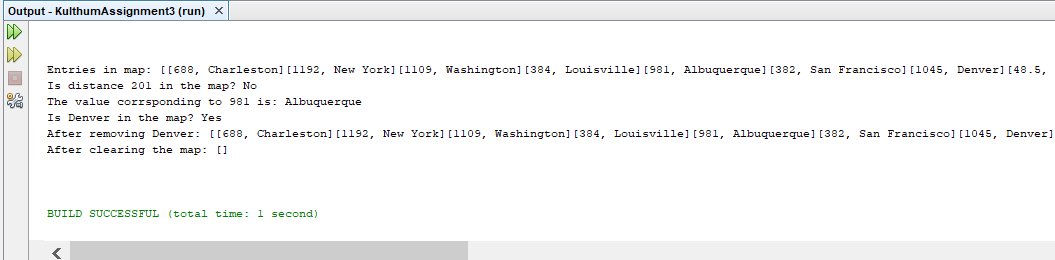 Output - KulthumAssignment3 (run)
Entries in map: [[688, Charleston][1192, New York][1109, Washington][384, Louisville][981, Albuquerque][382, San Francisco][1045, Denver][48.5,
Is distance 201 in the map? No
The value corrsponding to 981 is: Albuquerque
Is Denver in the map? Yes
After removing Denver: [[688, Charleston][1192, New York][1109, Washington][384, Louisville][981, Albuquerque][382, San Francisco][1045, Denver]
After clearing the map: []
BUILD SUCCESSFUL (total time: 1 second)